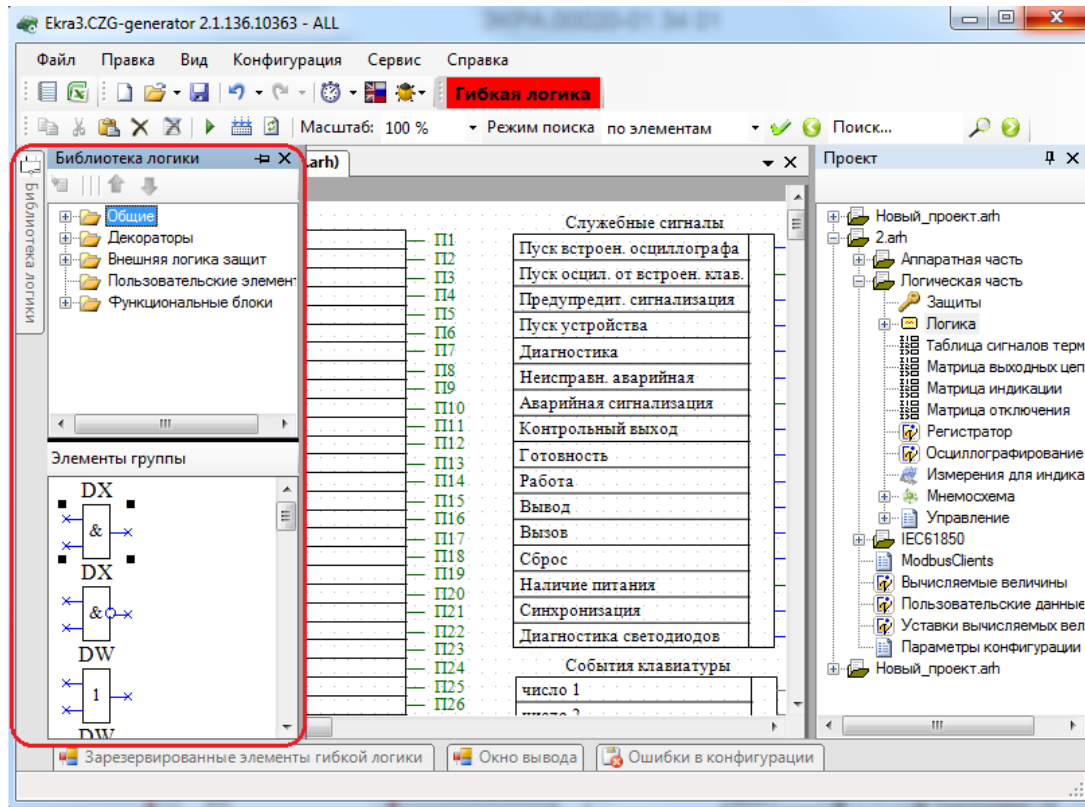 Ekra3.CZG-generator 2.1.136.10363 - ALL
Файл Правка Вид Конфигурация Сервис Справка
Гибкая логика
Масштаб: 100 % Режим поиска по элементам Поиск...
Библиотека логики
Библиотека логики
Общие
Декораторы
Внешняя логика защит
Пользовательские элемен
Функциональные блоки
Элементы группы
DX
&
DX
&
DW
1
DW
.arh)
П1
П2
П3
П4
П5
П6
П7
П8
П9
П10
П11
П12
П13
П14
П15
П16
П17
П18
П19
П20
П21
П22
П23
П24
П25
П26
Служебные сигналы
Пуск встроен. осциллографа
Пуск осцил. от встроен. клав.
Предупредит. сигнализация
Пуск устройства
Диагностика
Неисправн. аварийная
Аварийная сигнализация
Контрольный выход
Готовность
Работа
Вывод
Вызов
Сброс
Наличие питания
Синхронизация
Диагностика светодиодов
События клавиатуры
число 1
число 2
Проект
Новый_проект.arh
2.arh
Аппаратная часть
Логическая часть
Защиты
Логика
Таблица сигналов терм
Матрица выходных цеп
Матрица индикации
Матрица отключения
Регистратор
Осциллографирование
Измерения для индика
Мнемосхема
Управление
IEC61850
ModbusClients
Вычисляемые величины
Пользовательские данные
Уставки вычисляемых вел
Параметры конфигурации
Новый_проект.arh
Зарезервированные элементы гибкой логики Окно вывода Ошибки в конфигурации